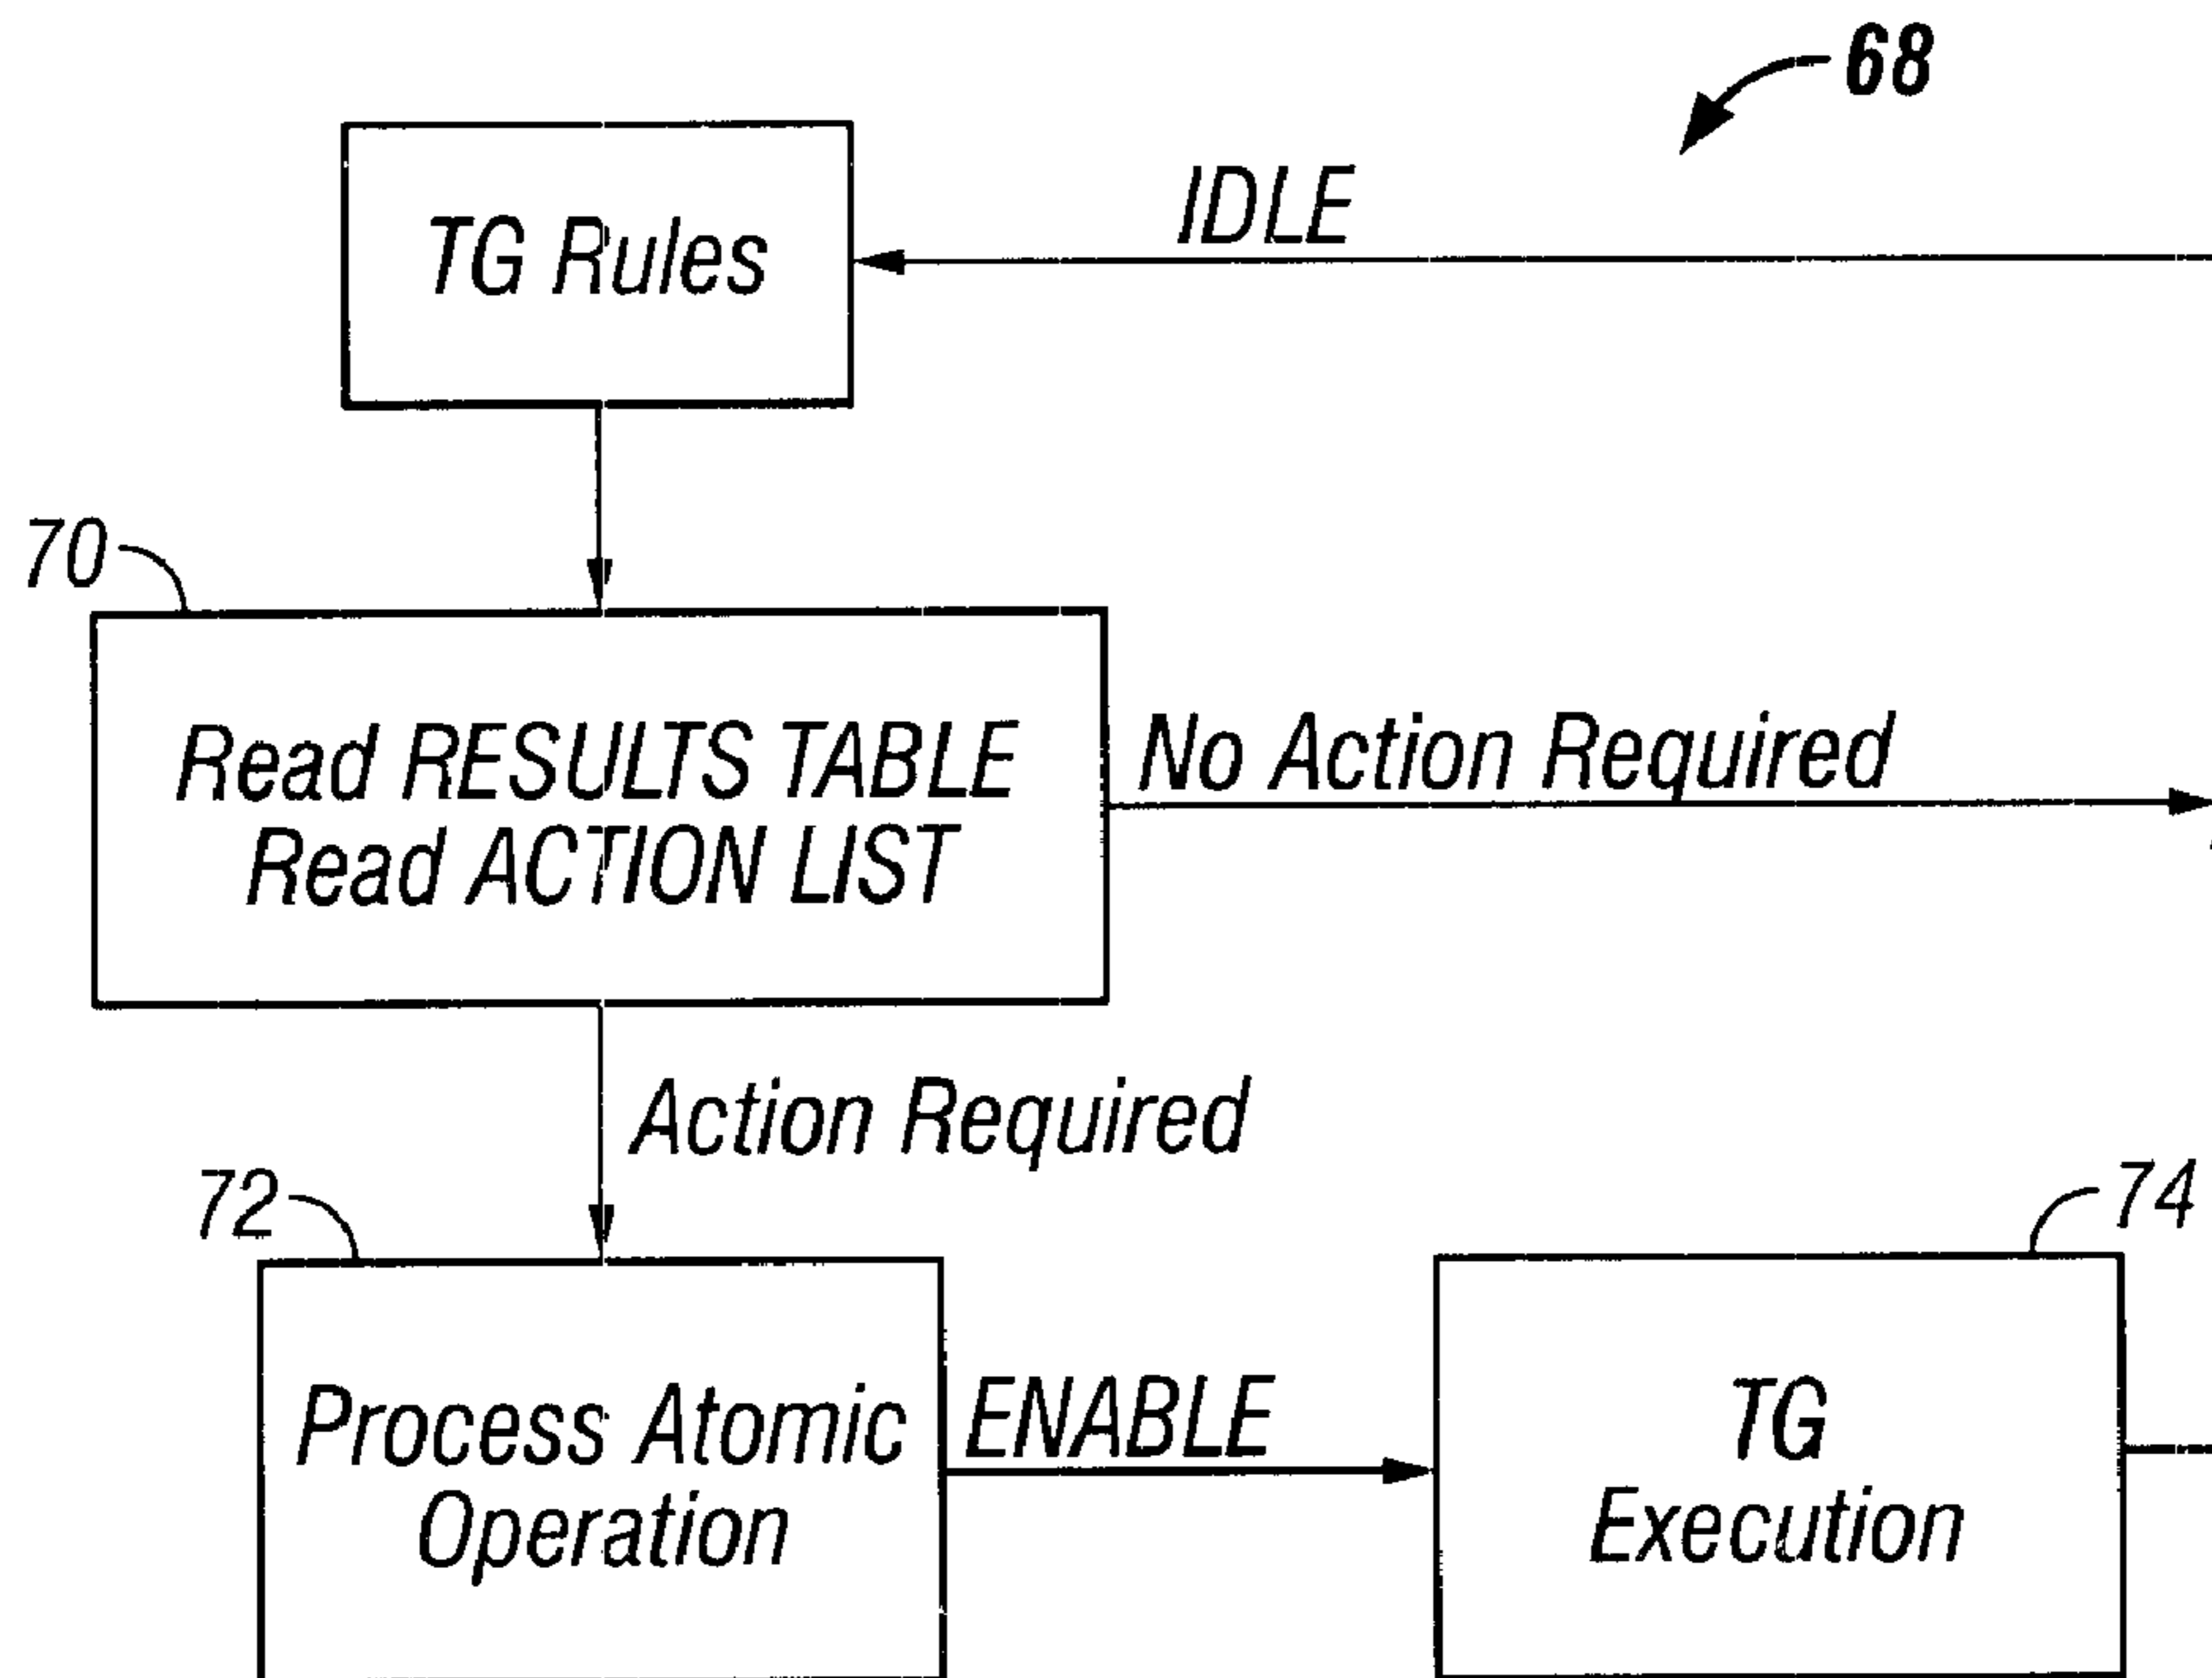 68
IDLE
TG Rules
70
Read RESULTS TABLE
Read ACTION LIST
No Action Required
Action Required
72
74
Process Atomic
Operation
ENABLE
TG
Execution